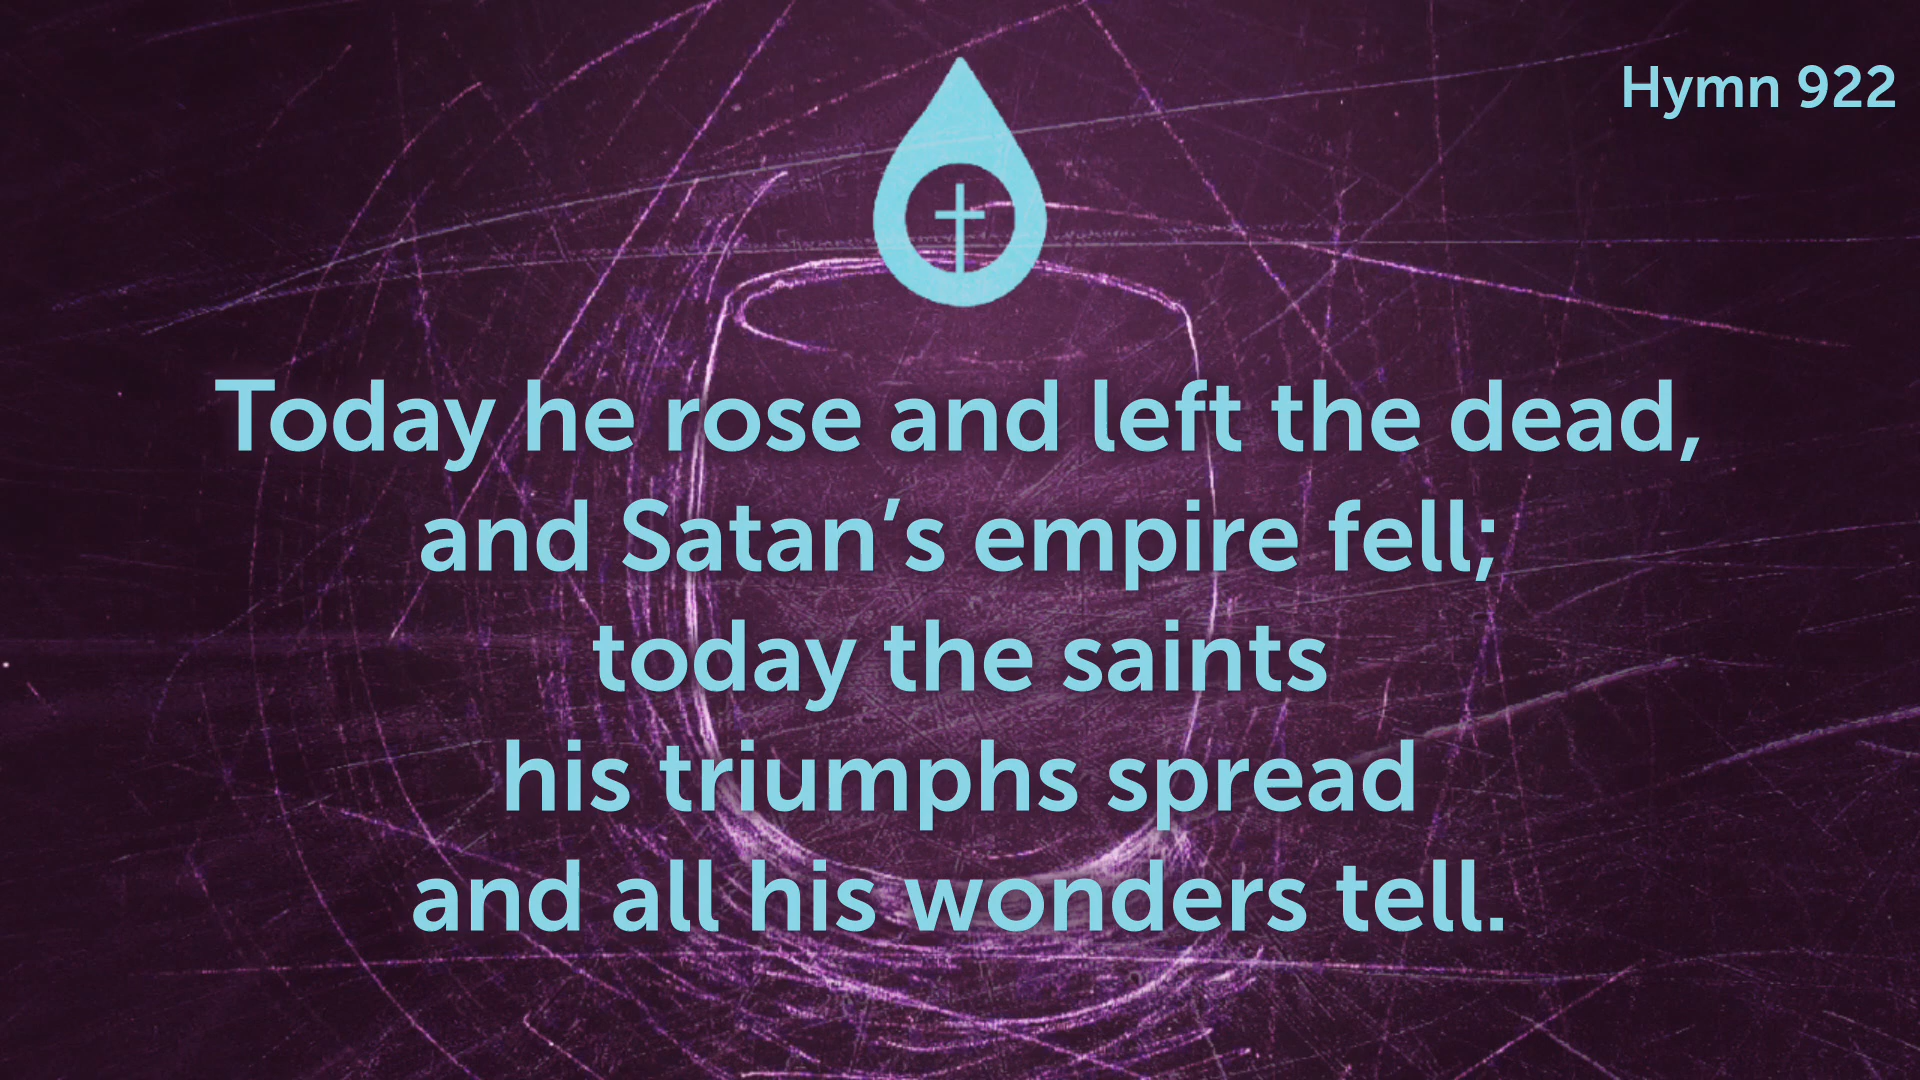 Hymn 922
Today he rose and left the dead,
and Satan’s empire fell;
today the saints
his triumphs spread
and all his wonders tell.